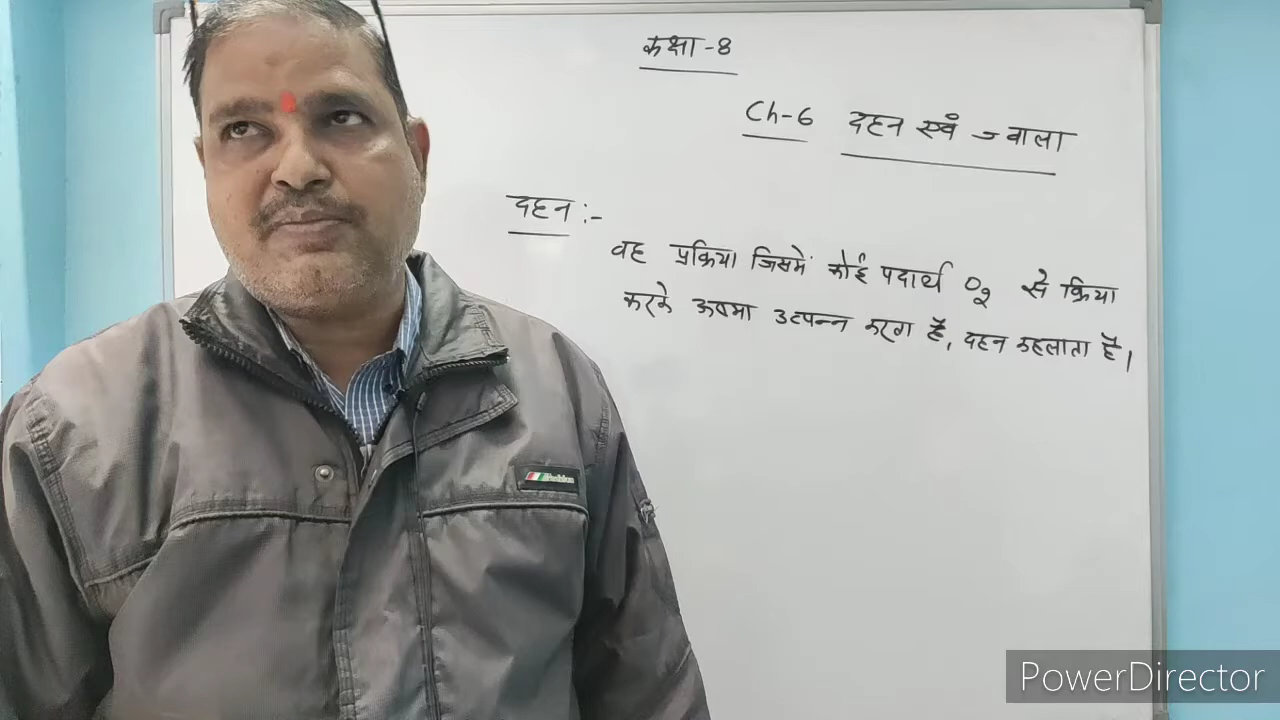 कक्षा-8
Ch-6 दहन एवं ज्वाला
दहन :-
वह प्रक्रिया जिसमें कोई पदार्थ O₂ से क्रिया
करके ऊष्मा उत्पन्न करता है, दहन कहलाता है।
PowerDirector